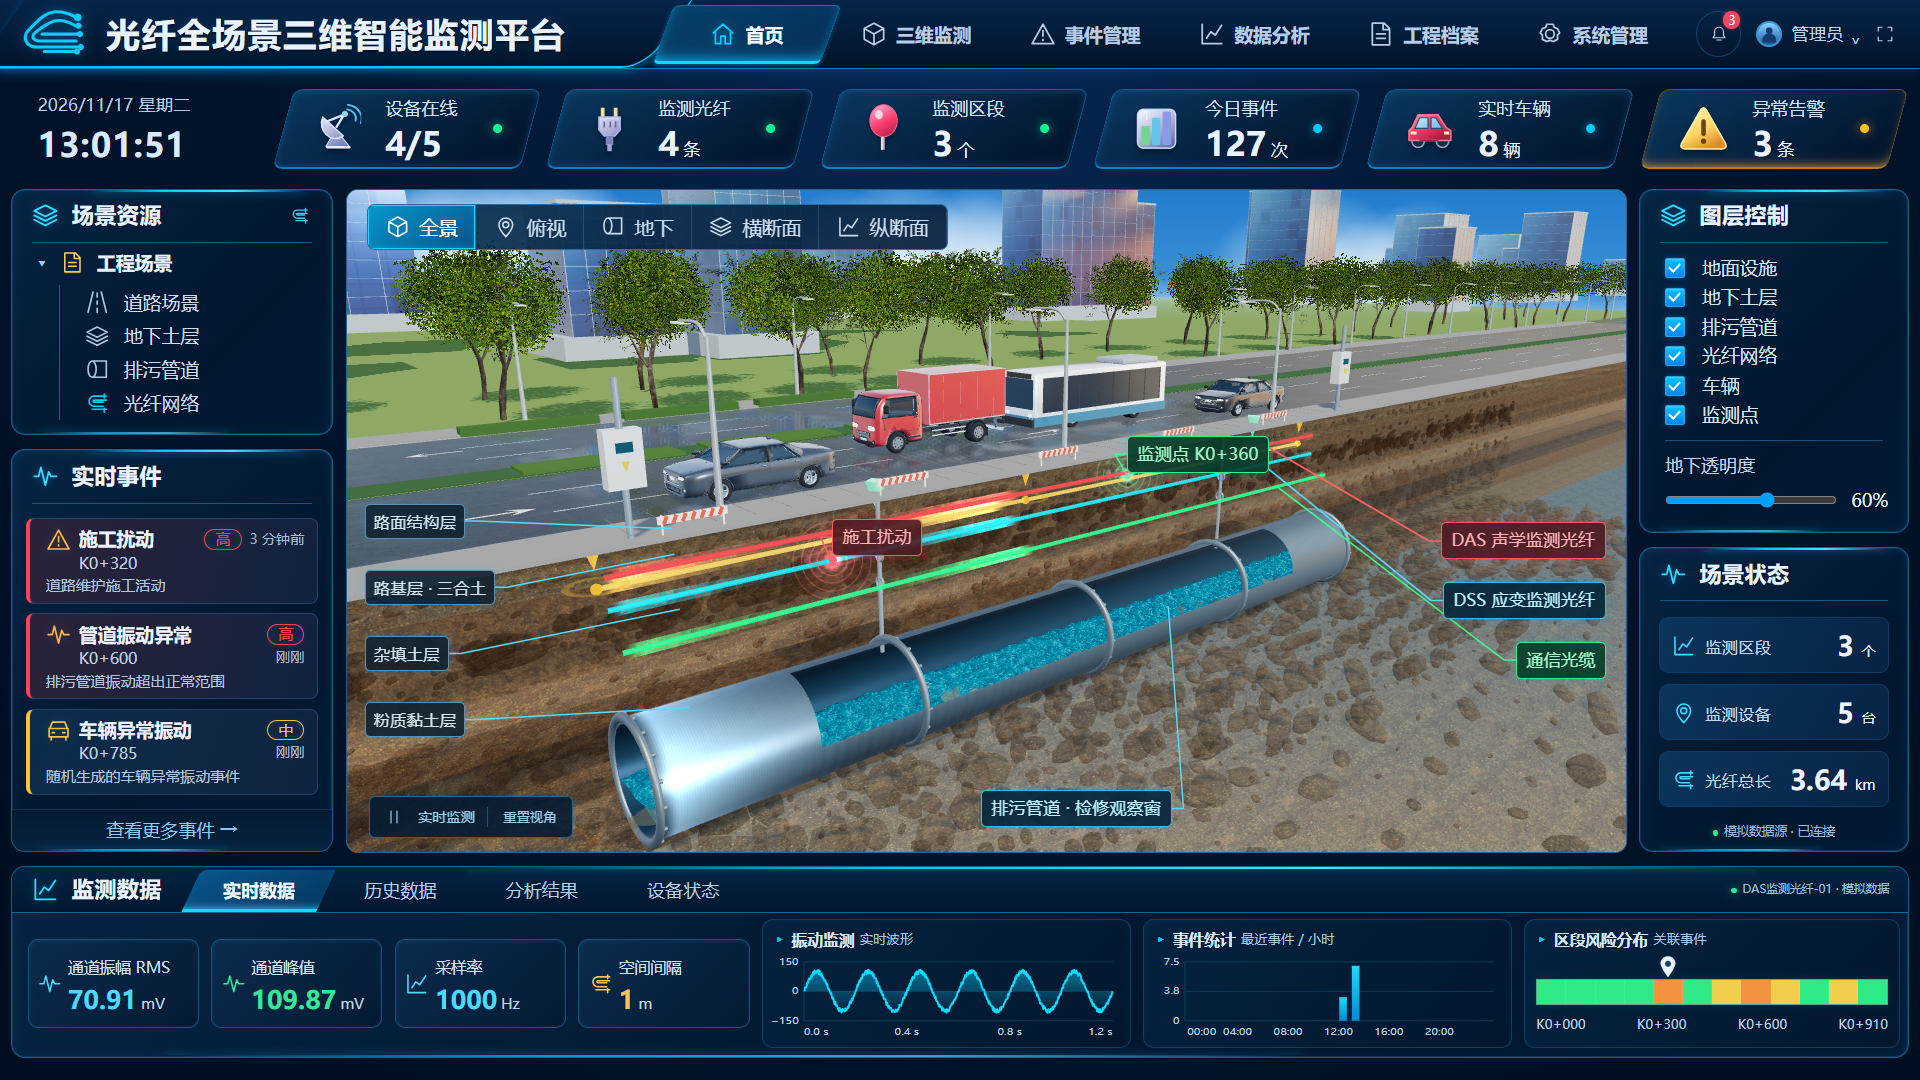 光纤全场景三维智能监测平台
首页
三维监测
事件管理
数据分析
工程档案
系统管理
3
管理员
2026/11/17 星期二
13:01:51
设备在线
4/5
监测光纤
4 条
监测区段
3 个
今日事件
127 次
实时车辆
8 辆
异常告警
3 条
场景资源
工程场景
道路场景
地下土层
排污管道
光纤网络
实时事件
施工扰动 高 3 分钟前
K0+320
道路维护施工活动
管道振动异常 高
K0+600 刚刚
排污管道振动超出正常范围
车辆异常振动 中
K0+785 刚刚
随机生成的车辆异常振动事件
查看更多事件 →
全景
俯视
地下
横断面
纵断面
监测点 K0+360
施工扰动
路面结构层
路基层 · 三合土
杂填土层
粉质黏土层
DAS 声学监测光纤
DSS 应变监测光纤
通信光缆
排污管道 · 检修观察窗
实时监测
重置视角
图层控制
地面设施
地下土层
排污管道
光纤网络
车辆
监测点
地下透明度
60%
场景状态
监测区段 3 个
监测设备 5 台
光纤总长 3.64 km
模拟数据源 · 已连接
监测数据
实时数据
历史数据
分析结果
设备状态
DAS监测光纤-01 · 模拟数据
通道振幅 RMS
70.91 mV
通道峰值
109.87 mV
采样率
1000 Hz
空间间隔
1 m
振动监测 实时波形
150
0
-150
0.0 s 0.4 s 0.8 s 1.2 s
事件统计 最近事件 / 小时
7.5
3.8
0
00:00 04:00 08:00 12:00 16:00 20:00
区段风险分布 关联事件
K0+000 K0+300 K0+600 K0+910